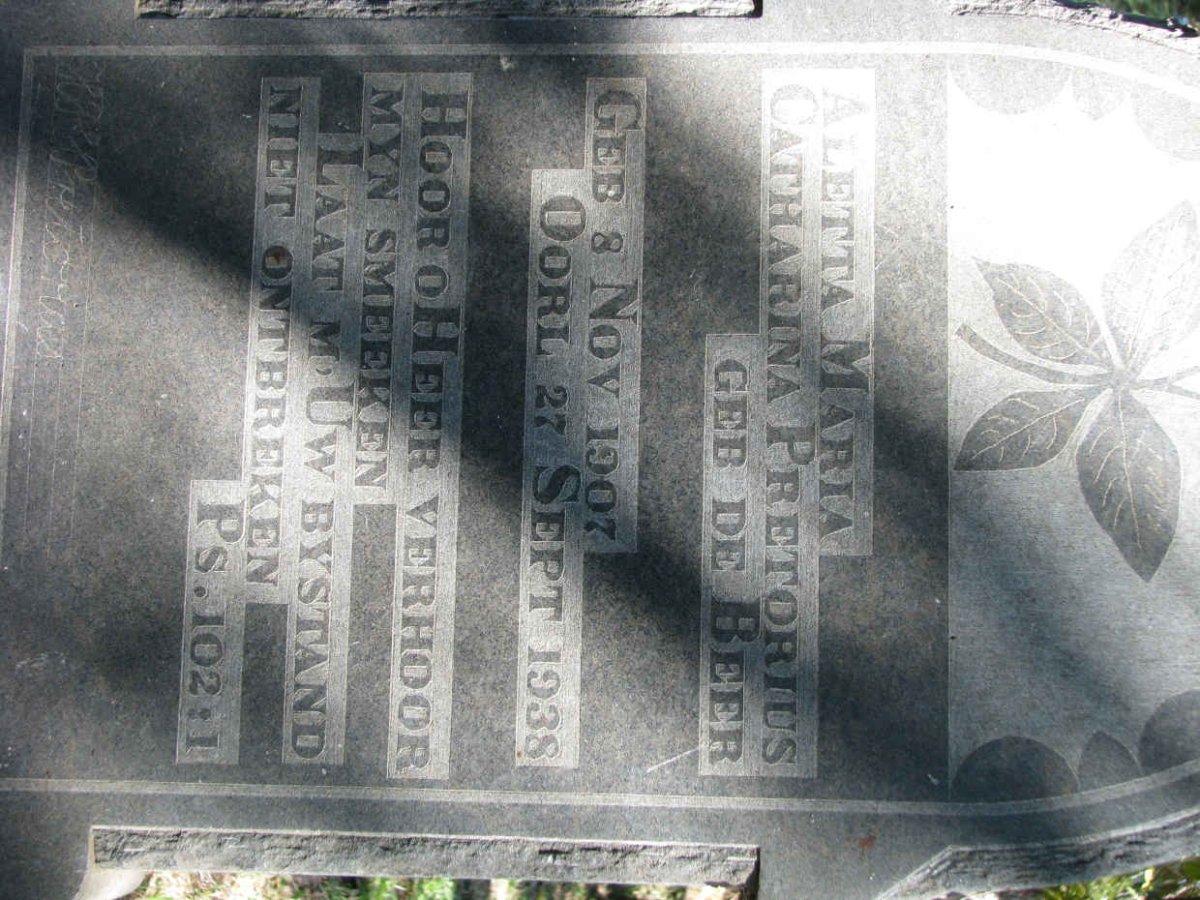 ALETTA MARIA
CATHARINA PRETORIUS
GEB DE BEER
GEB 8 NOV 1907
OORL 27 SEPT 1938
HOOR O HEER VERHOOR
MYN SMEEKEN
LAAT MY UW BYSTAND
NIET ONTBREKEN
PS. 102:1